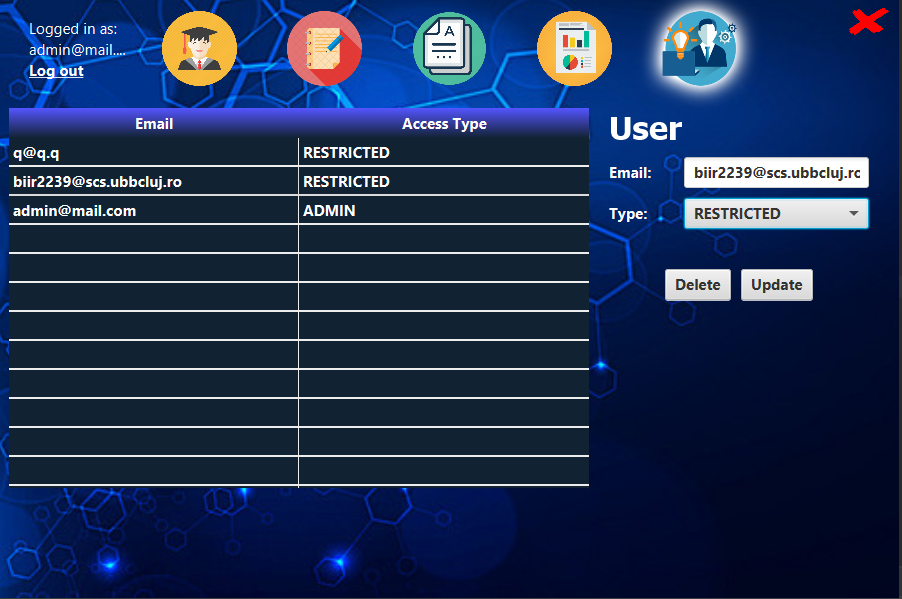 Logged in as:
admin@mail....
Log out
A
Email Access Type
q@q.q RESTRICTED
biir2239@scs.ubbcluj.ro RESTRICTED
admin@mail.com ADMIN
User
Email: biir2239@scs.ubbcluj.rc
Type: RESTRICTED
Delete Update